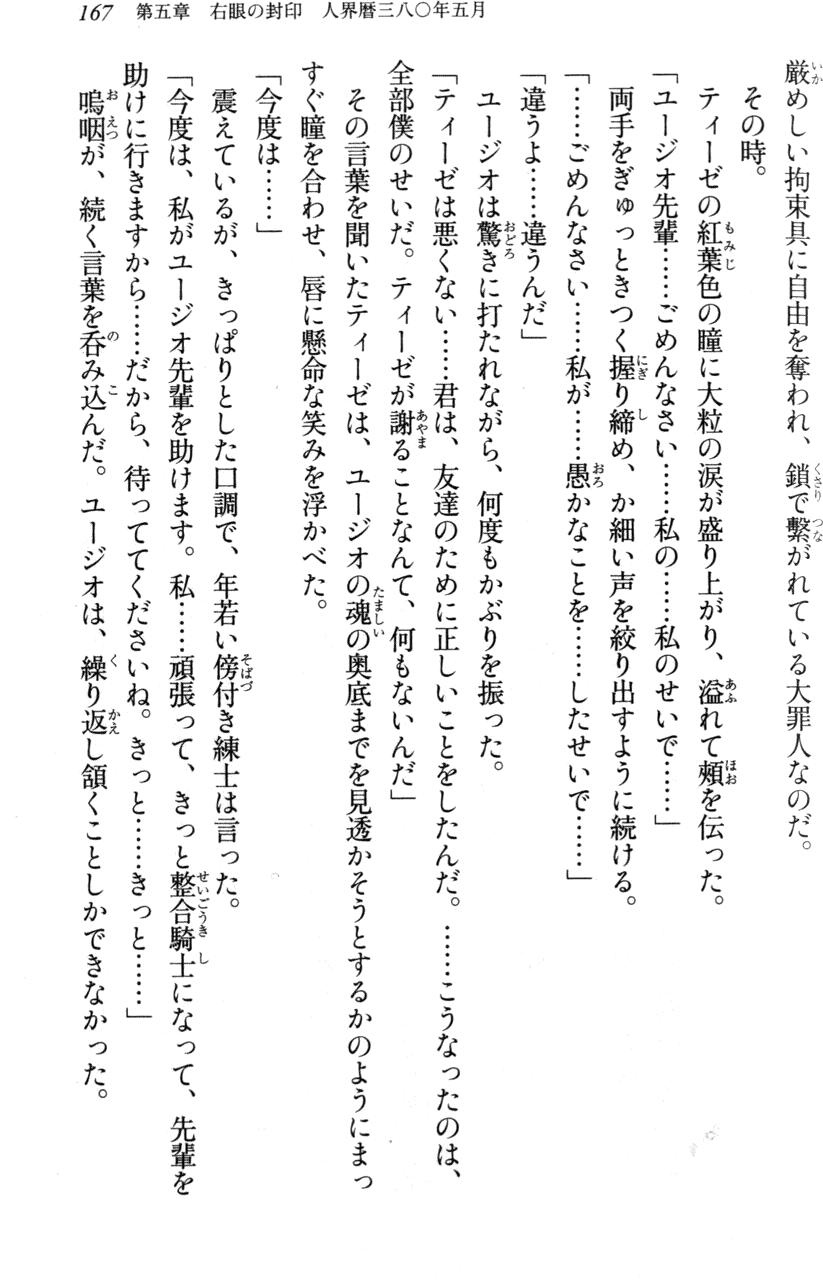 167 第五章 右眼の封印 人界暦三八〇年五月
厳めしい拘束具に自由を奪われ、鎖で繫がれている大罪人なのだ。
その時。
ティーゼの紅葉色の瞳に大粒の涙が盛り上がり、溢れて頰を伝った。
「ユージオ先輩……ごめんなさい……私の……私のせいで……」
両手をぎゅっときつく握り締め、か細い声を絞り出すように続ける。
「……ごめんなさい……私が……愚かなことを……したせいで……」
「違うよ……違うんだ」
ユージオは驚きに打たれながら、何度もかぶりを振った。
「ティーゼは悪くない……君は、友達のために正しいことをしたんだ。……こうなったのは、
全部僕のせいだ。ティーゼが謝ることなんて、何もないんだ」
その言葉を聞いたティーゼは、ユージオの魂の奥底までを見透かそうとするかのようにまっ
すぐ瞳を合わせ、唇に懸命な笑みを浮かべた。
「今度は……」
震えているが、きっぱりとした口調で、年若い傍付き練士は言った。
「今度は、私がユージオ先輩を助けます。私……頑張って、きっと整合騎士になって、先輩を
助けに行きますから……だから、待っててくださいね。きっと……きっと……」
嗚咽が、続く言葉を吞み込んだ。ユージオは、繰り返し頷くことしかできなかった。